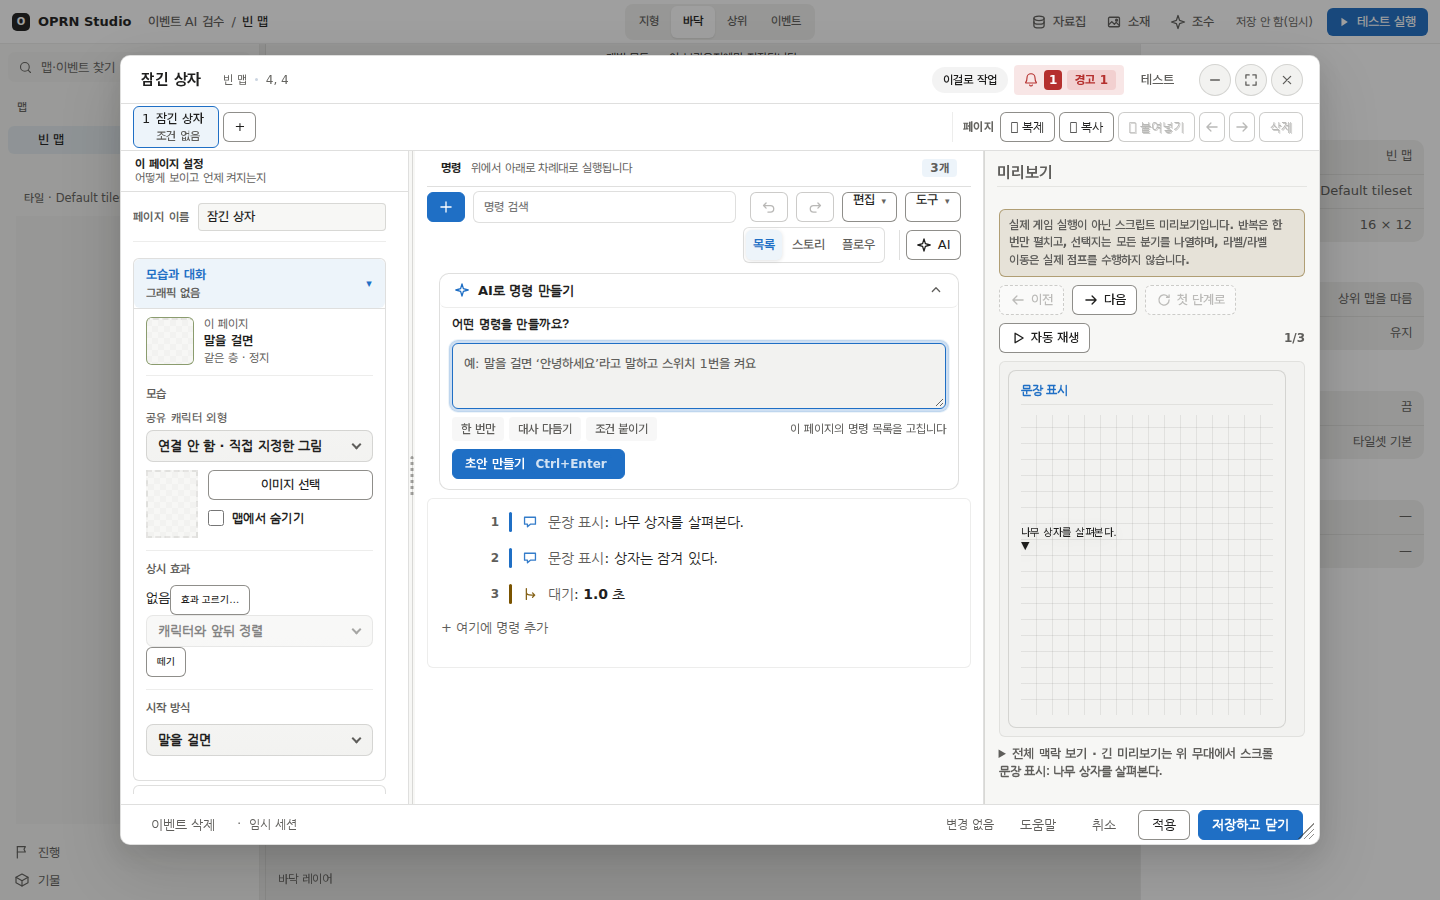 O OPRN Studio 이벤트 AI 검수 / 빈 맵
지형 바닥 상위 이벤트
자료집 소재 조수 저장 안 함(임시) 테스트 실행
맵·이벤트 찾기
맵
빈 맵
타일 · Default tile
진행
기물
바닥 레이어
빈 맵
Default tileset
16 × 12
상위 맵을 따름
유지
끔
타일셋 기본
—
—
잠긴 상자 빈 맵 · 4, 4
이걸로 작업 1 경고 1 테스트
1 잠긴 상자
조건 없음
+
페이지 복제 복사 붙여넣기 삭제
이 페이지 설정
어떻게 보이고 언제 켜지는지
페이지 이름 잠긴 상자
모습과 대화
그래픽 없음
이 페이지
말을 걸면
같은 층 · 정지
모습
공유 캐릭터 외형
연결 안 함 · 직접 지정한 그림
이미지 선택
맵에서 숨기기
상시 효과
없음 효과 고르기...
캐릭터와 앞뒤 정렬
떼기
시작 방식
말을 걸면
명령 위에서 아래로 차례대로 실행됩니다 3개
+ 명령 검색 편집 도구
목록 스토리 플로우 AI
AI로 명령 만들기
어떤 명령을 만들까요?
예: 말을 걸면 ‘안녕하세요’라고 말하고 스위치 1번을 켜요
한 번만 대사 다듬기 조건 붙이기 이 페이지의 명령 목록을 고칩니다
초안 만들기 Ctrl+Enter
1 문장 표시: 나무 상자를 살펴본다.
2 문장 표시: 상자는 잠겨 있다.
3 대기: 1.0 초
+ 여기에 명령 추가
미리보기
실제 게임 실행이 아닌 스크립트 미리보기입니다. 반복은 한
번만 펼치고, 선택지는 모든 분기를 나열하며, 라벨/라벨
이동은 실제 점프를 수행하지 않습니다.
이전 다음 첫 단계로
자동 재생 1/3
문장 표시
나무 상자를 살펴본다.
▼
▶ 전체 맥락 보기 · 긴 미리보기는 위 무대에서 스크롤
문장 표시: 나무 상자를 살펴본다.
이벤트 삭제 · 임시 세션
변경 없음 도움말 취소 적용 저장하고 닫기